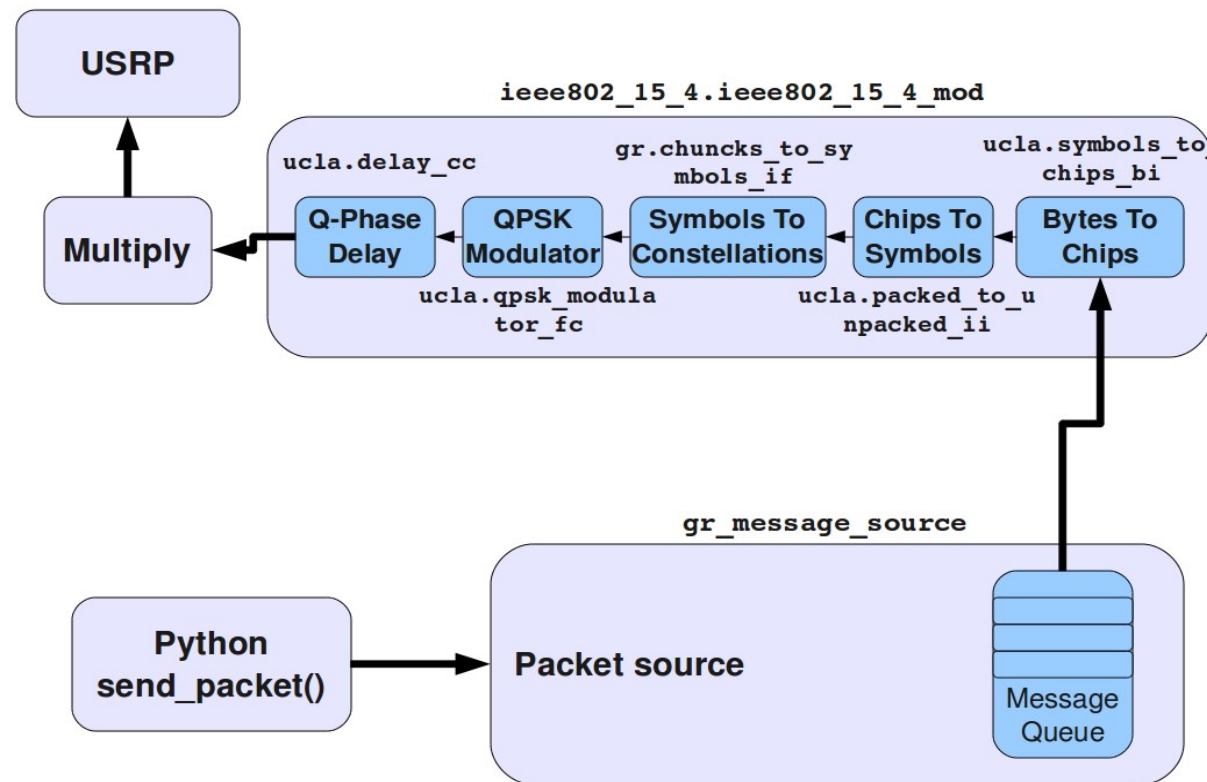 USRP
ieee802_15_4.ieee802_15_4_mod
ucla.delay_cc
gr.chuncks_to_sy
mbols_if
ucla.symbols_to_
chips_bi
Multiply
Q-Phase
Delay
QPSK
Modulator
Symbols To
Constellations
Chips To
Symbols
Bytes To
Chips
ucla.qpsk_modula
tor_fc
ucla.packed_to_u
npacked_ii
gr_message_source
Python
send_packet()
Packet source
Message
Queue